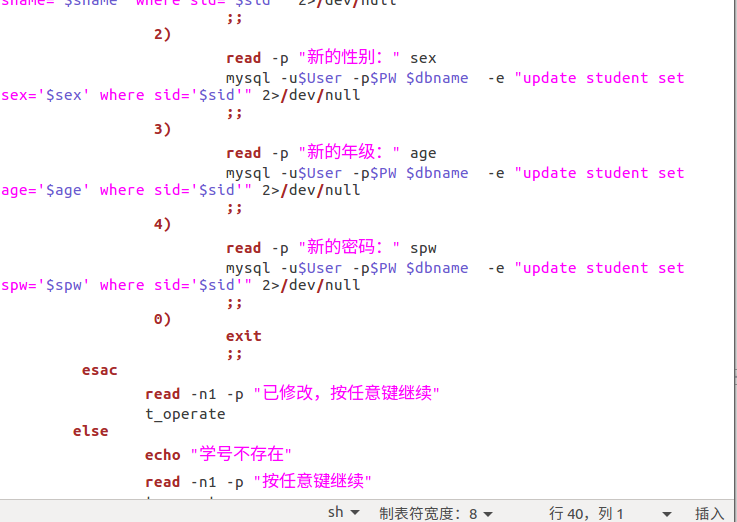 sname='$sname' where sid='$sid'" 2>/dev/null
;;
2)
read -p "新的性别：" sex
mysql -u$User -p$PW $dbname  -e "update student set
sex='$sex' where sid='$sid'" 2>/dev/null
;;
3)
read -p "新的年级：" age
mysql -u$User -p$PW $dbname  -e "update student set
age='$age' where sid='$sid'" 2>/dev/null
;;
4)
read -p "新的密码：" spw
mysql -u$User -p$PW $dbname  -e "update student set
spw='$spw' where sid='$sid'" 2>/dev/null
;;
0)
exit
;;
esac
read -n1 -p "已修改，按任意键继续"
t_operate
else
echo "学号不存在"
read -n1 -p "按任意键继续"
sh 制表符宽度：8 行 40，列 1 插入